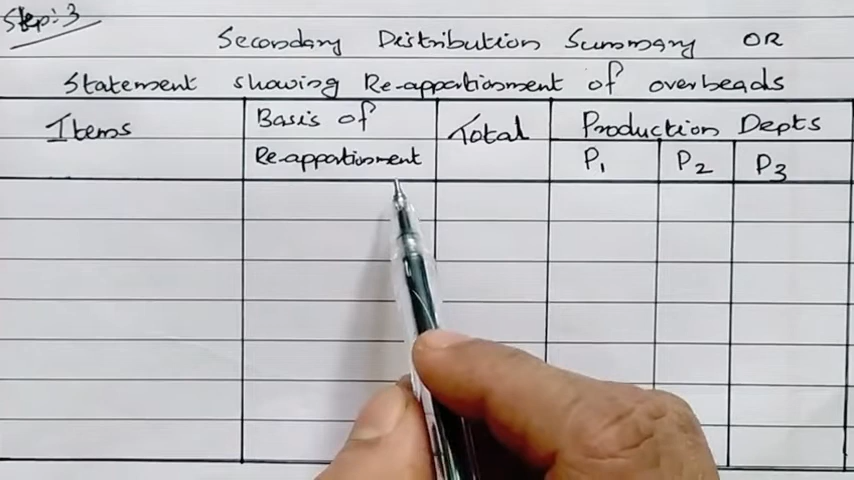 Step: 3
Secondary Distribution Summary OR
Statement showing Re-apportionment of overheads
Items
Basis of
Re-apportionment
Total
Production Depts
P1 P2 P3